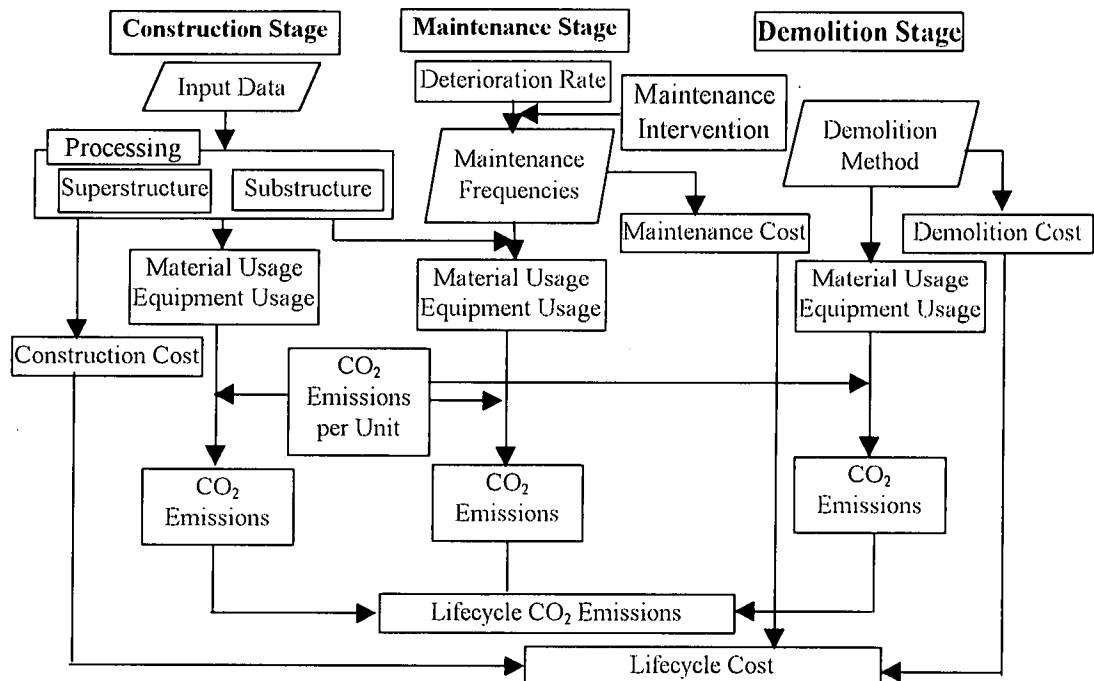 Construction Stage
Maintenance Stage
Demolition Stage
Input Data
Deterioration Rate
Maintenance
Intervention
Processing
Superstructure
Substructure
Maintenance
Frequencies
Demolition
Method
Maintenance Cost
Demolition Cost
Material Usage
Equipment Usage
Material Usage
Equipment Usage
Material Usage
Equipment Usage
Construction Cost
CO₂
Emissions
per Unit
CO₂
Emissions
CO₂
Emissions
CO₂
Emissions
Lifecycle CO₂ Emissions
Lifecycle Cost